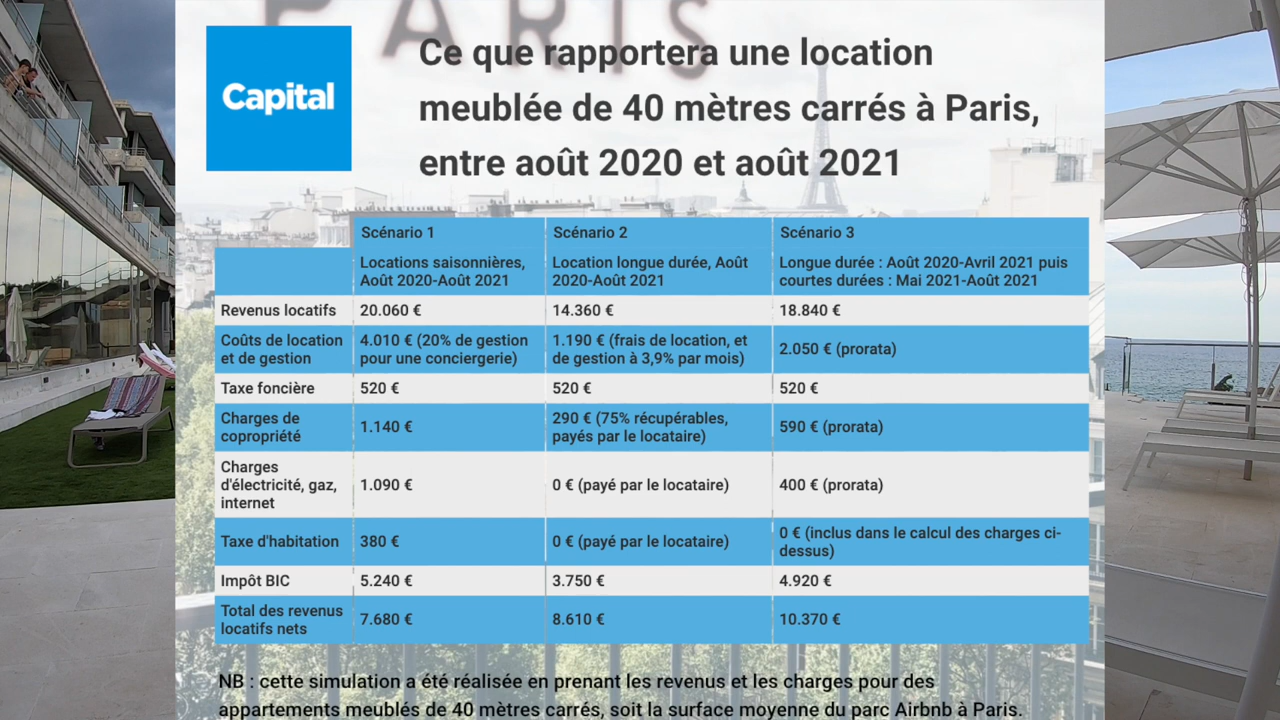 PARIS
Capital
Ce que rapportera une location
meublée de 40 mètres carrés à Paris,
entre août 2020 et août 2021
Scénario 1
Scénario 2
Scénario 3
Locations saisonnières,
Août 2020-Août 2021
Location longue durée, Août
2020-Août 2021
Longue durée : Août 2020-Avril 2021 puis
courtes durées : Mai 2021-Août 2021
Revenus locatifs
20.060 €
14.360 €
18.840 €
Coûts de location
et de gestion
4.010 € (20% de gestion
pour une conciergerie)
1.190 € (frais de location, et
de gestion à 3,9% par mois)
2.050 € (prorata)
Taxe foncière
520 €
520 €
520 €
Charges de
copropriété
1.140 €
290 € (75% récupérables,
payés par le locataire)
590 € (prorata)
Charges
d'électricité, gaz,
internet
1.090 €
0 € (payé par le locataire)
400 € (prorata)
Taxe d'habitation
380 €
0 € (payé par le locataire)
0 € (inclus dans le calcul des charges ci-
dessus)
Impôt BIC
5.240 €
3.750 €
4.920 €
Total des revenus
locatifs nets
7.680 €
8.610 €
10.370 €
NB : cette simulation a été réalisée en prenant les revenus et les charges pour des
appartements meublés de 40 mètres carrés, soit la surface moyenne du parc Airbnb à Paris.